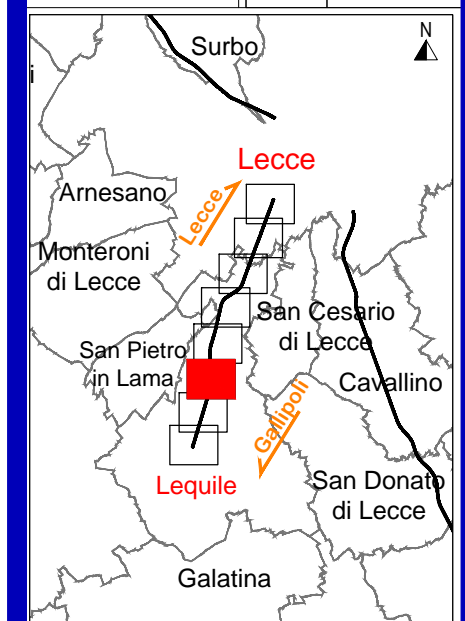 N
Surbo
i
Lecce
Arnesano
Lecce
Monteroni
di Lecce
San Cesario
di Lecce
San Pietro
in Lama
Cavallino
Gallipoli
Lequile
San Donato
di Lecce
Galatina